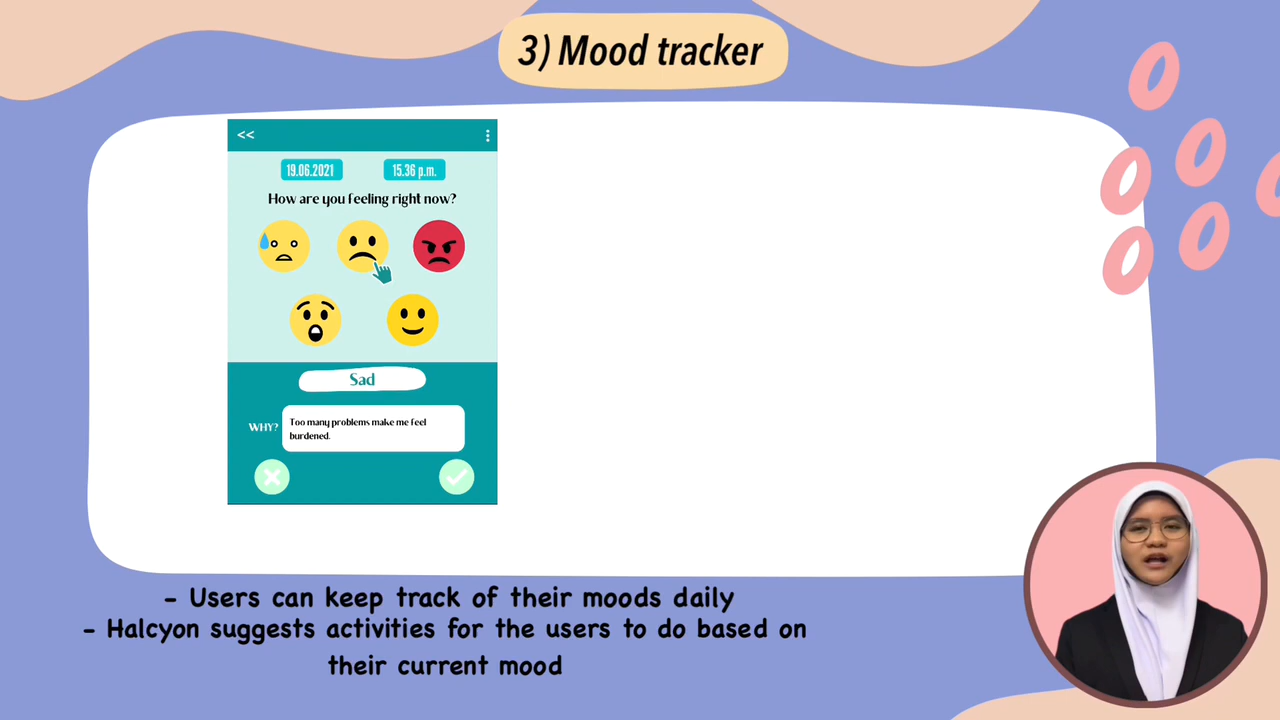 3) Mood tracker
<<
19.06.2021
15.36 p.m.
How are you feeling right now?
Sad
WHY?
Too many problems make me feel
burdened.
- Users can keep track of their moods daily
- Halcyon suggests activities for the users to do based on
their current mood